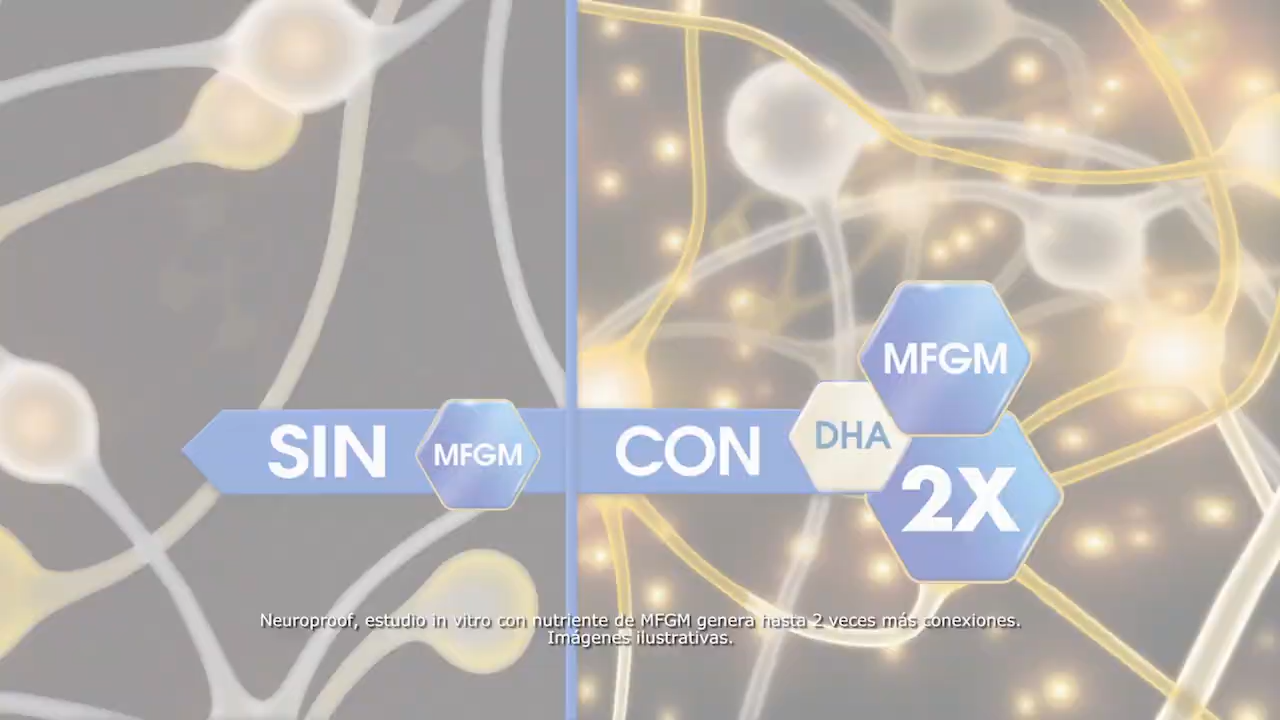 SIN MFGM
CON DHA MFGM 2X
Neuroproof, estudio in vitro con nutriente de MFGM genera hasta 2 veces más conexiones.
Imágenes ilustrativas.